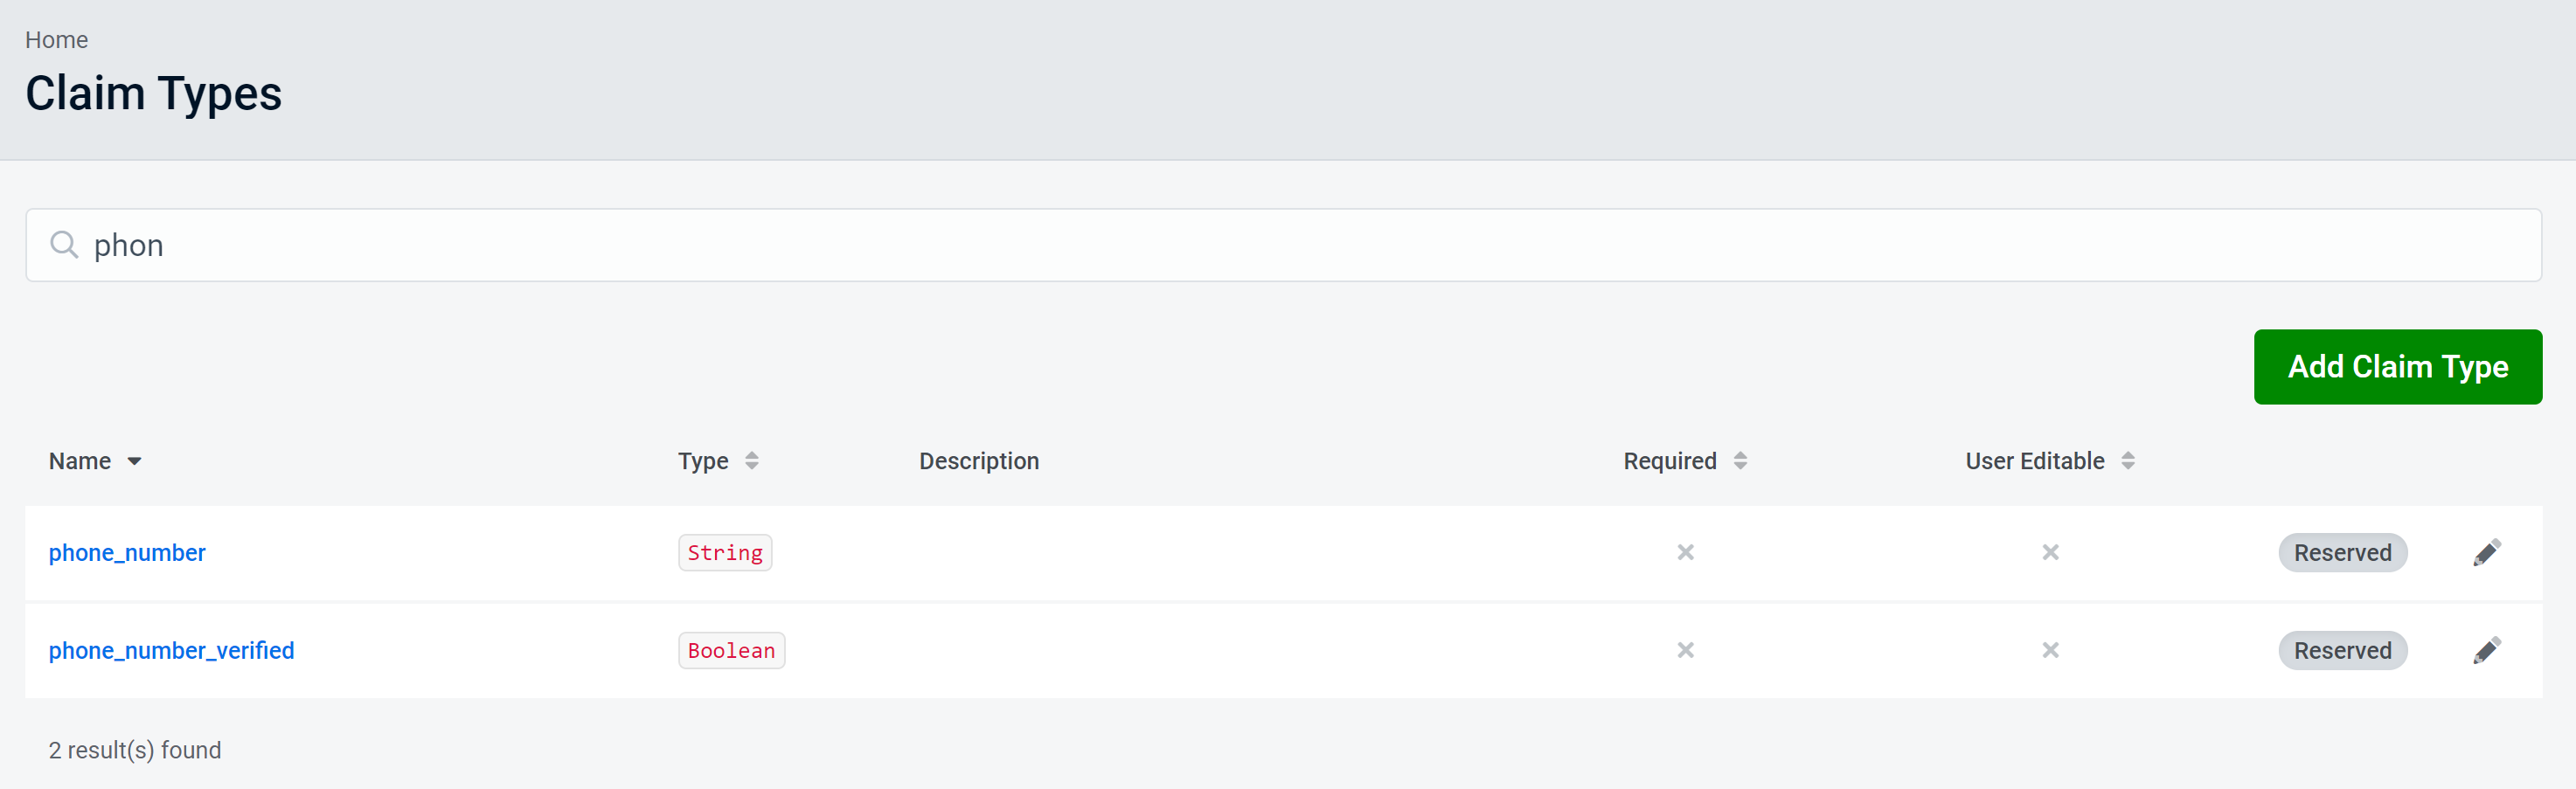 Home
Claim Types
phon
Add Claim Type
Name Type Description Required User Editable
phone_number String Reserved
phone_number_verified Boolean Reserved
2 result(s) found